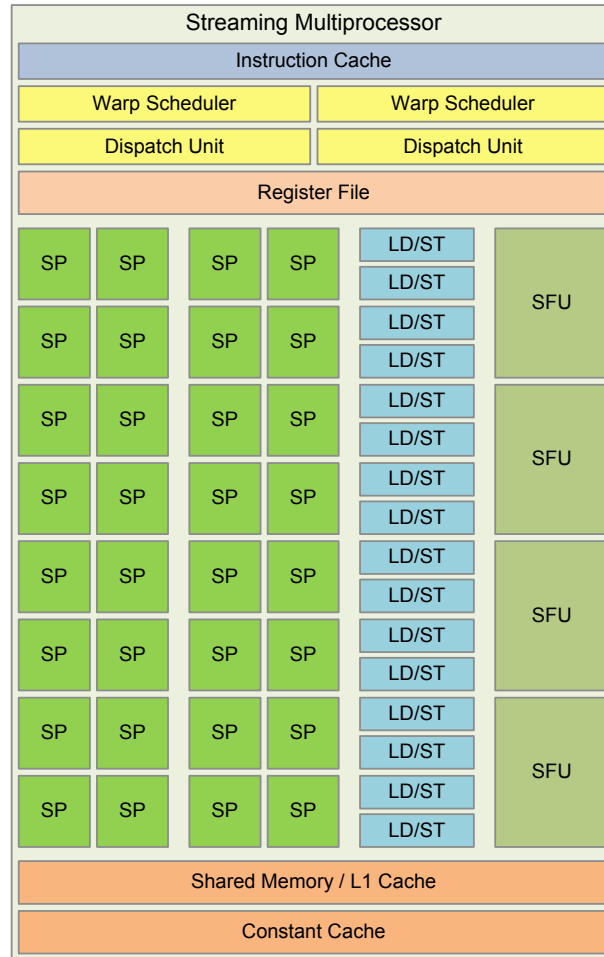 Streaming Multiprocessor
Instruction Cache
Warp Scheduler Warp Scheduler
Dispatch Unit Dispatch Unit
Register File
LD/ST
SP SP SP SP SFU
LD/ST
LD/ST
SP SP SP SP
LD/ST
LD/ST
SP SP SP SP SFU
LD/ST
LD/ST
SP SP SP SP
LD/ST
LD/ST
SP SP SP SP SFU
LD/ST
LD/ST
SP SP SP SP
LD/ST
LD/ST
SP SP SP SP SFU
LD/ST
LD/ST
SP SP SP SP
LD/ST
Shared Memory / L1 Cache
Constant Cache